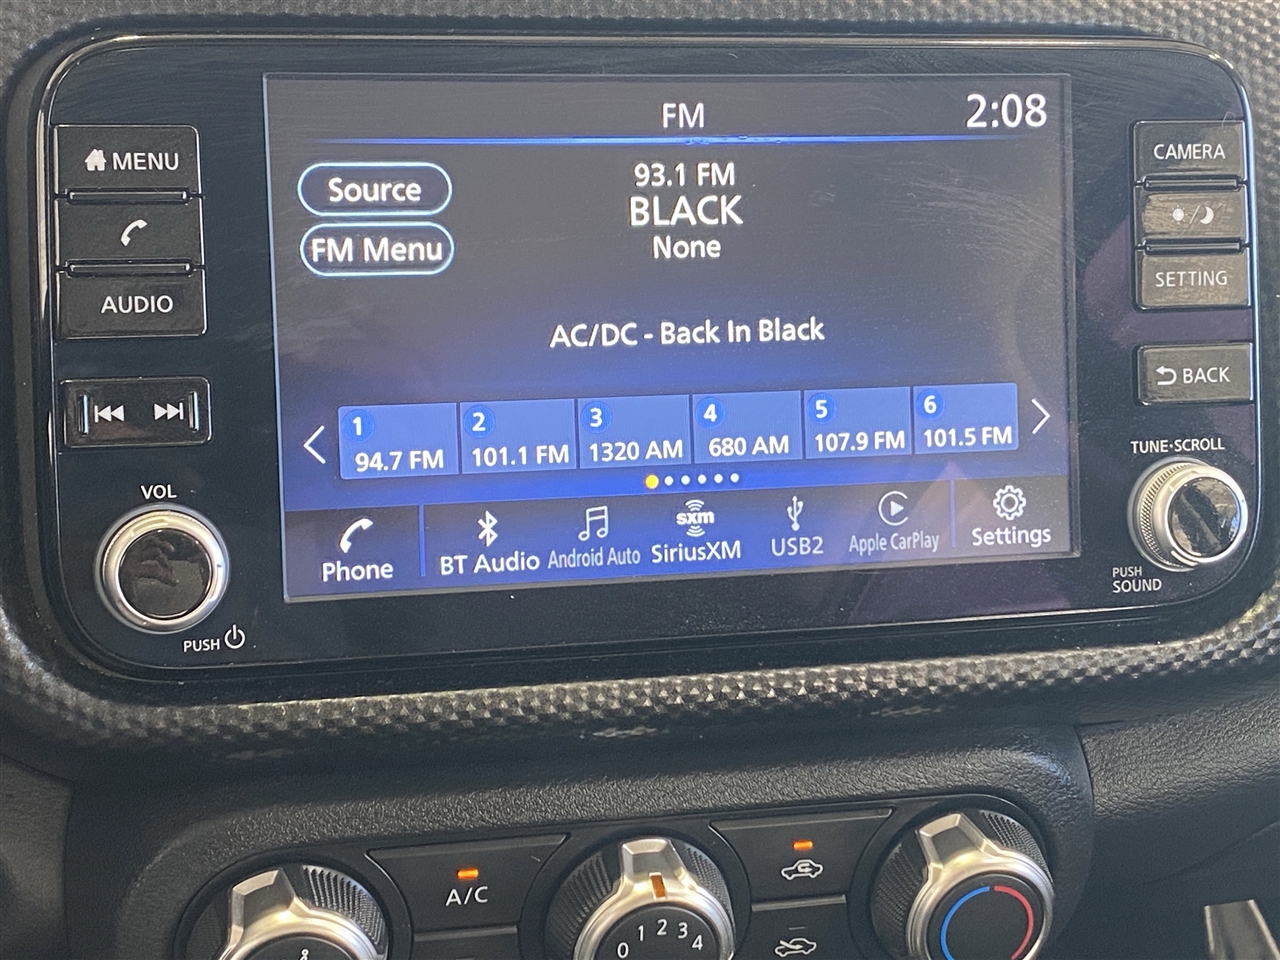 FM
2:08
MENU
AUDIO
VOL
PUSH
Source
FM Menu
93.1 FM
BLACK
None
AC/DC - Back In Black
1
94.7 FM
2
101.1 FM
3
1320 AM
4
680 AM
5
107.9 FM
6
101.5 FM
Phone
BT Audio
Android Auto
sxm
SiriusXM
USB2
Apple CarPlay
Settings
CAMERA
SETTING
BACK
TUNE•SCROLL
PUSH
SOUND
A/C
0 1 2 3 4